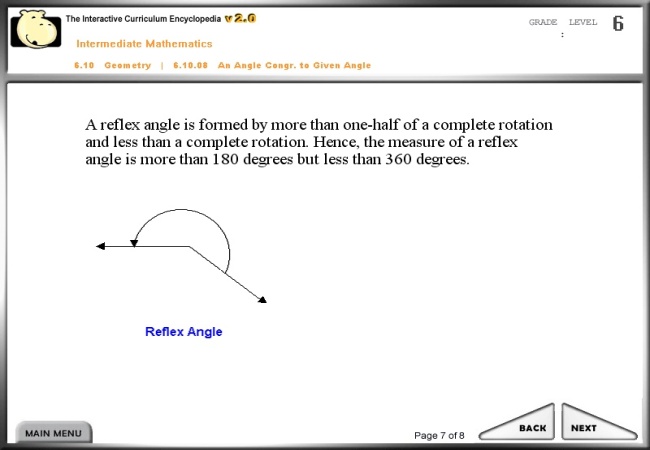 The Interactive Curriculum Encyclopedia v 2.0
GRADE LEVEL : 6
Intermediate Mathematics
6.10 Geometry | 6.10.08 An Angle Congr. to Given Angle
A reflex angle is formed by more than one-half of a complete rotation
and less than a complete rotation. Hence, the measure of a reflex
angle is more than 180 degrees but less than 360 degrees.
Reflex Angle
MAIN MENU
Page 7 of 8
BACK
NEXT